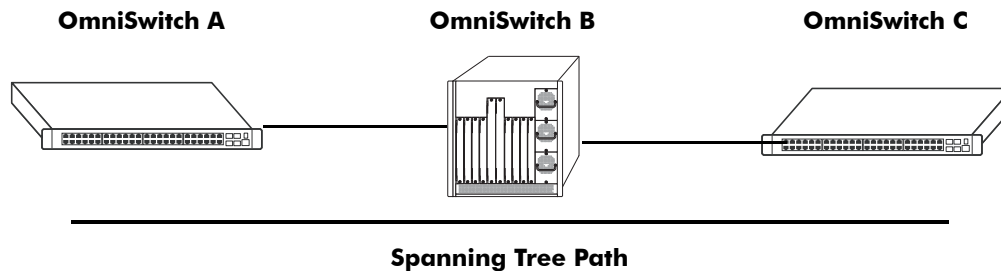 OmniSwitch A
OmniSwitch B
OmniSwitch C
Spanning Tree Path